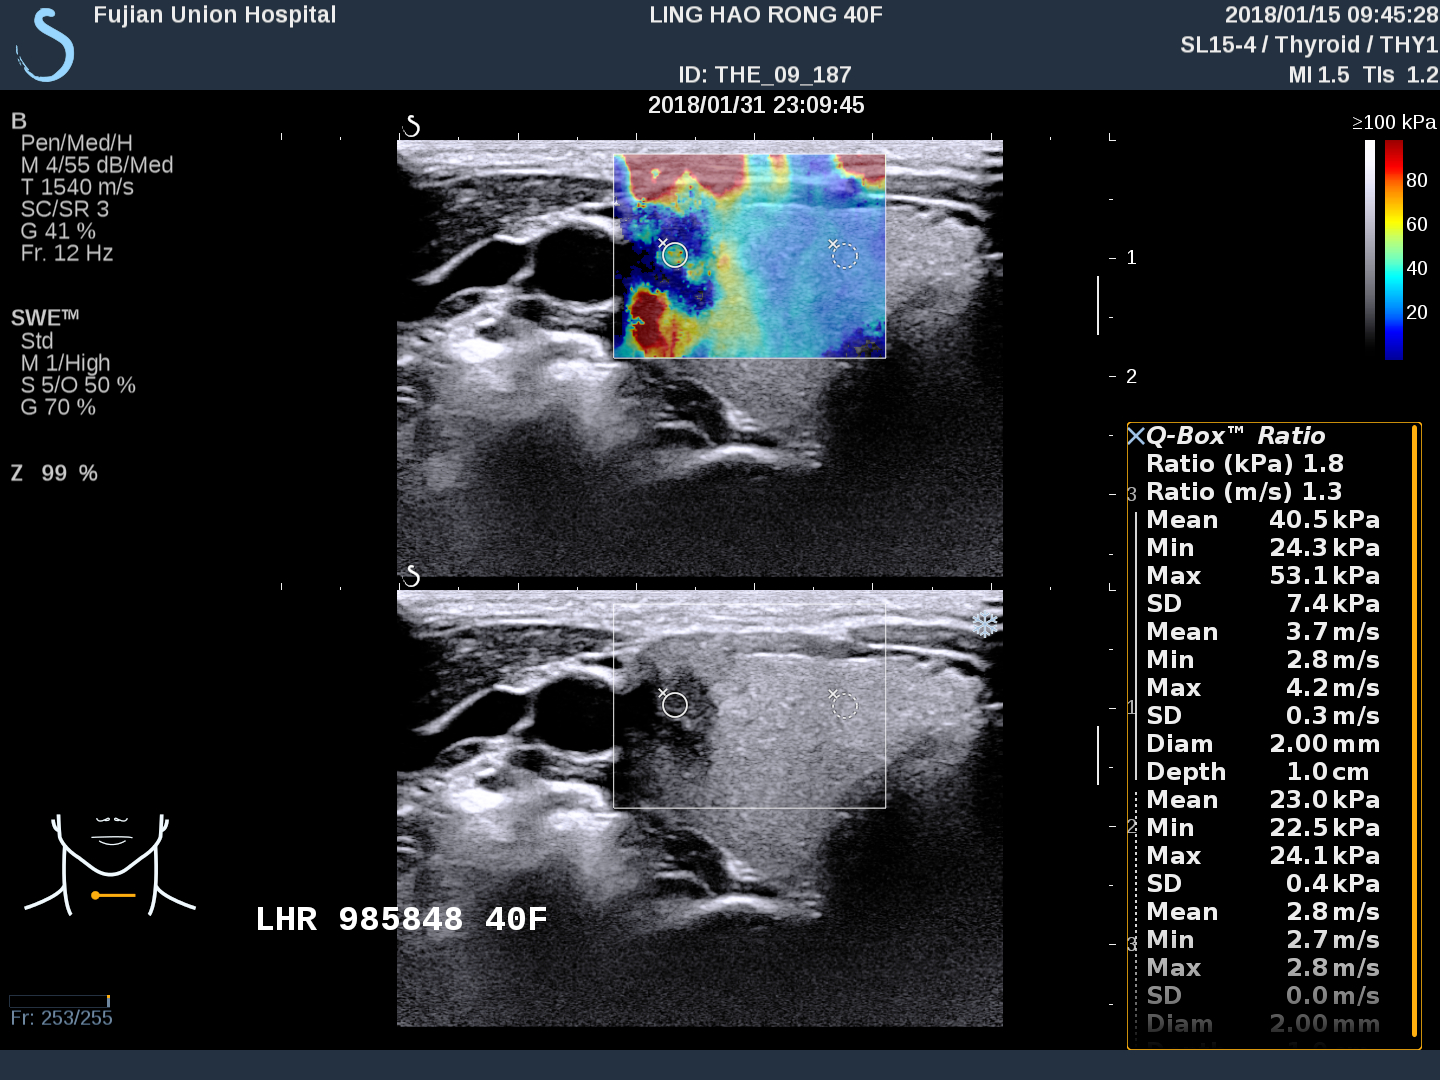 Fujian Union Hospital
LING HAO RONG 40F
2018/01/15 09:45:28
SL15-4 / Thyroid / THY1
ID: THE_09_187
MI 1.5 TIs 1.2
2018/01/31 23:09:45
B
Pen/Med/H
M 4/55 dB/Med
T 1540 m/s
SC/SR 3
G 41 %
Fr. 12 Hz
SWE™
Std
M 1/High
S 5/O 50 %
G 70 %
Z 99 %
≥100 kPa
80
60
40
20
1
2
3
1
2
3
Q-Box™ Ratio
Ratio (kPa) 1.8
Ratio (m/s) 1.3
Mean 40.5 kPa
Min 24.3 kPa
Max 53.1 kPa
SD 7.4 kPa
Mean 3.7 m/s
Min 2.8 m/s
Max 4.2 m/s
SD 0.3 m/s
Diam 2.00 mm
Depth 1.0 cm
Mean 23.0 kPa
Min 22.5 kPa
Max 24.1 kPa
SD 0.4 kPa
Mean 2.8 m/s
Min 2.7 m/s
Max 2.8 m/s
SD 0.0 m/s
Diam 2.00 mm
LHR 985848 40F
Fr: 253/255